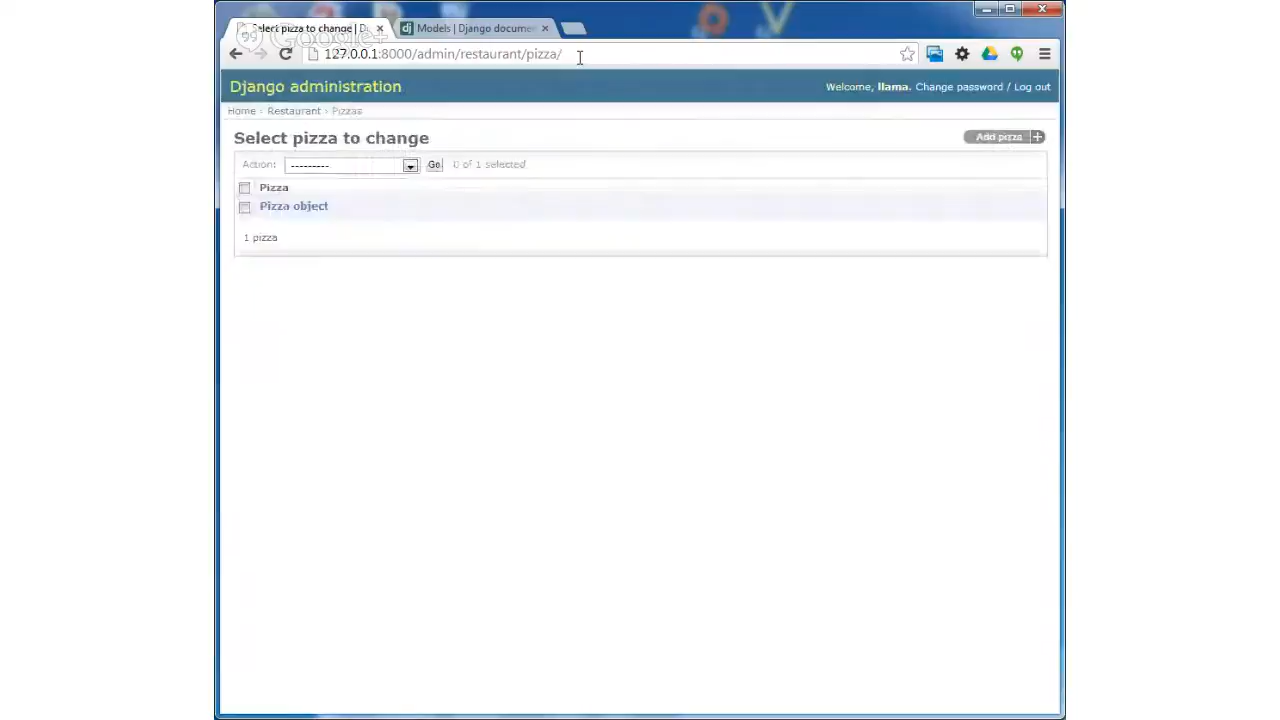 Select pizza to change | D
Models | Django docume
Google+
127.0.0.1:8000/admin/restaurant/pizza/
Django administration
Welcome, llama. Change password / Log out
Home › Restaurant › Pizzas
Select pizza to change
Add pizza +
Action: --------- Go 0 of 1 selected
Pizza
Pizza object
1 pizza